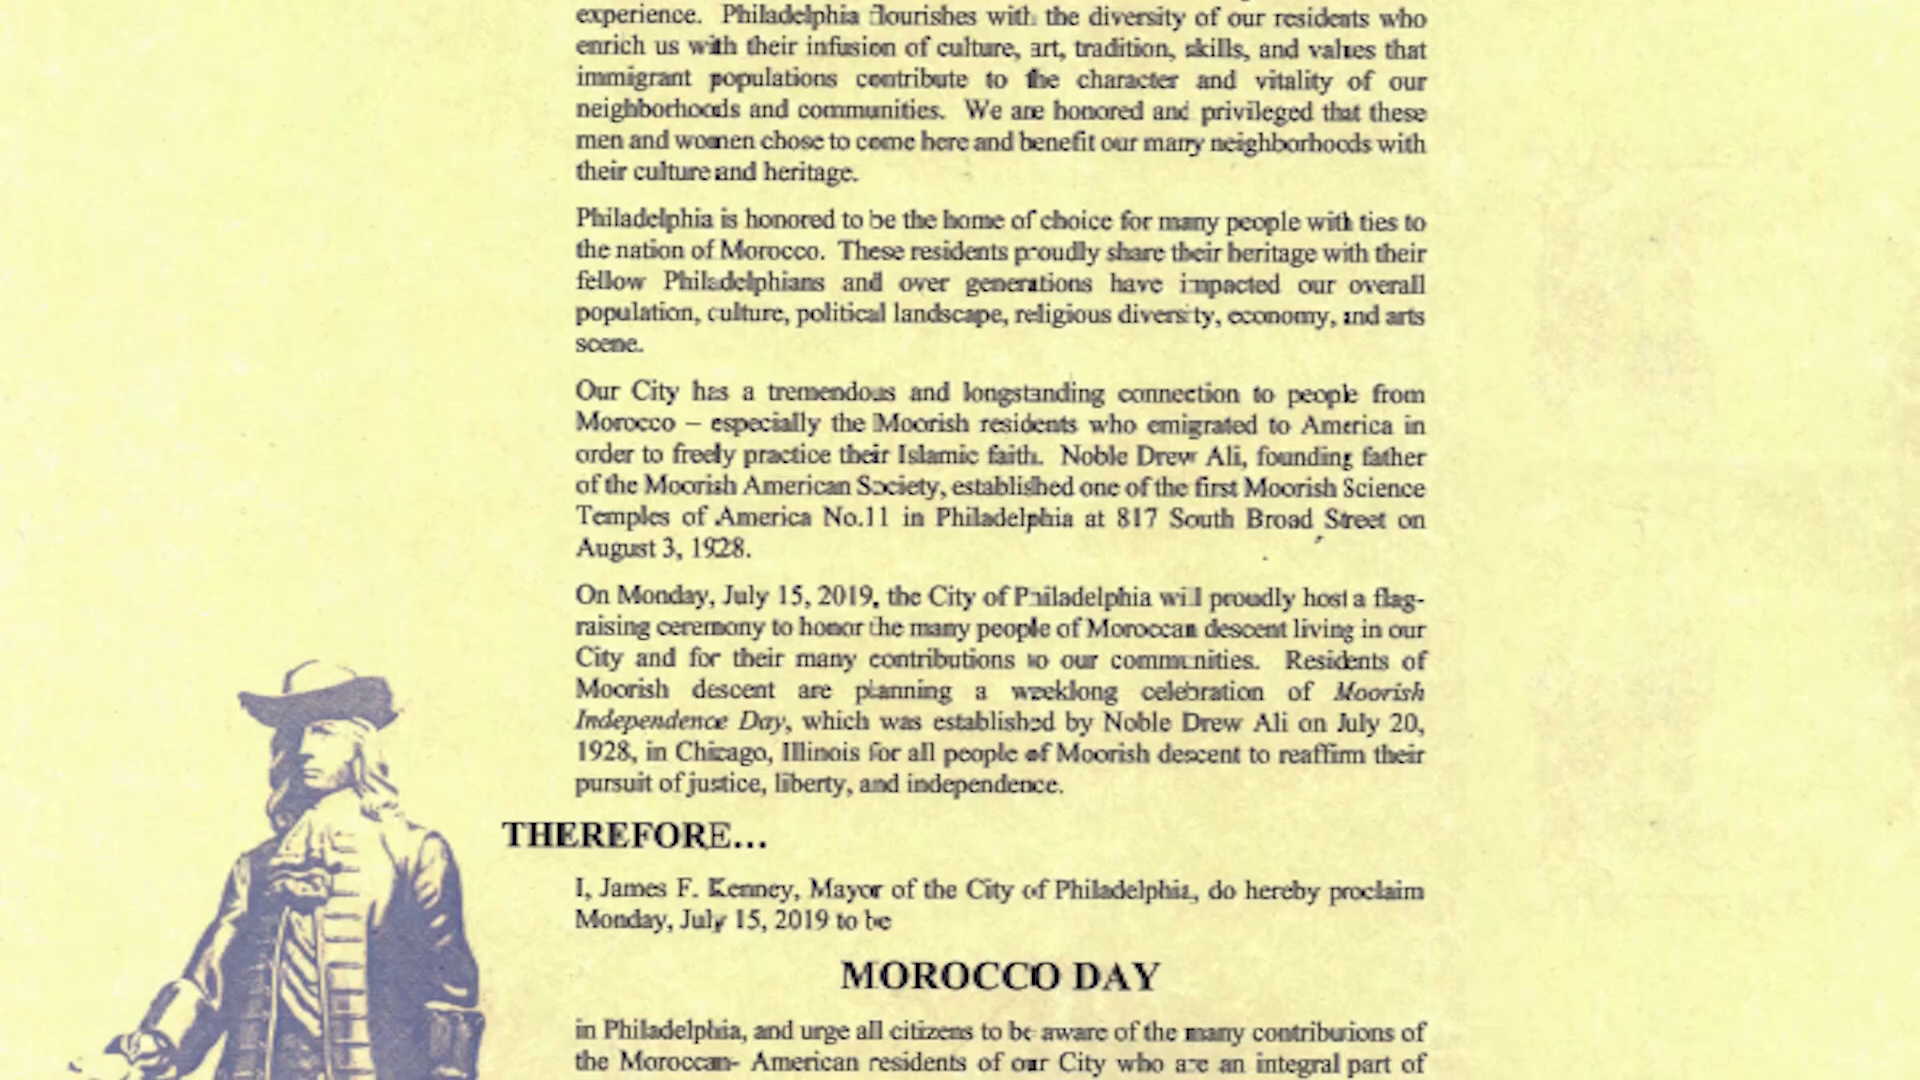 experience. Philadelphia flourishes with the diversity of our residents who
enrich us with their infusion of culture, art, tradition, skills, and values that
immigrant populations contribute to the character and vitality of our
neighborhoods and communities. We are honored and privileged that these
men and women chose to come here and benefit our many neighborhoods with
their culture and heritage.
Philadelphia is honored to be the home of choice for many people with ties to
the nation of Morocco. These residents proudly share their heritage with their
fellow Philadelphians and over generations have impacted our overall
population, culture, political landscape, religious diversity, economy, and arts
scene.
Our City has a tremendous and longstanding connection to people from
Morocco – especially the Moorish residents who emigrated to America in
order to freely practice their Islamic faith. Noble Drew Ali, founding father
of the Moorish American Society, established one of the first Moorish Science
Temples of America No.11 in Philadelphia at 817 South Broad Street on
August 3, 1928.
On Monday, July 15, 2019, the City of Philadelphia will proudly host a flag-
raising ceremony to honor the many people of Moroccan descent living in our
City and for their many contributions to our communities. Residents of
Moorish descent are planning a weeklong celebration of Moorish
Independence Day, which was established by Noble Drew Ali on July 20,
1928, in Chicago, Illinois for all people of Moorish descent to reaffirm their
pursuit of justice, liberty, and independence.
THEREFORE...
I, James F. Kenney, Mayor of the City of Philadelphia, do hereby proclaim
Monday, July 15, 2019 to be
MOROCCO DAY
in Philadelphia, and urge all citizens to be aware of the many contributions of
the Moroccan- American residents of our City who are an integral part of